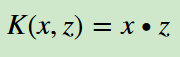 K(x, z) = x • z